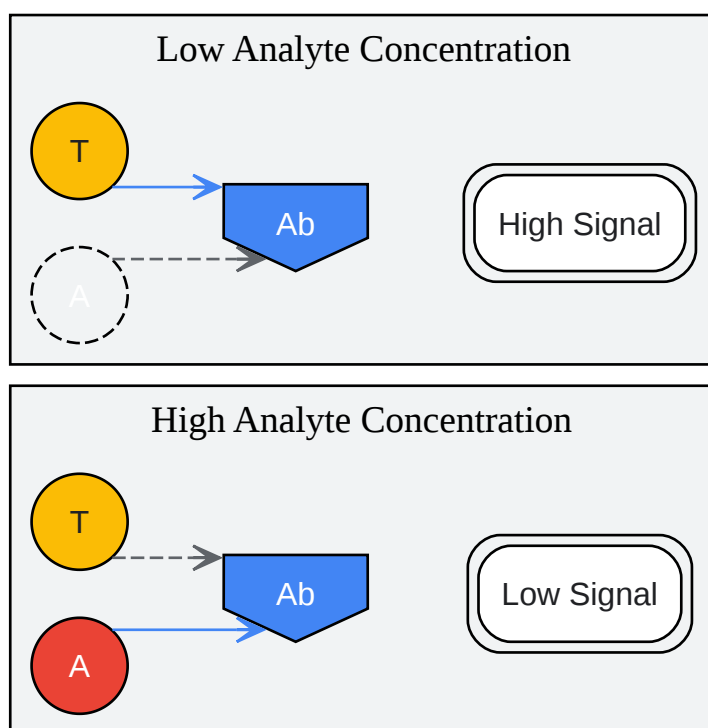 Low Analyte Concentration
T
Ab
High Signal
A
High Analyte Concentration
T
Ab
Low Signal
A